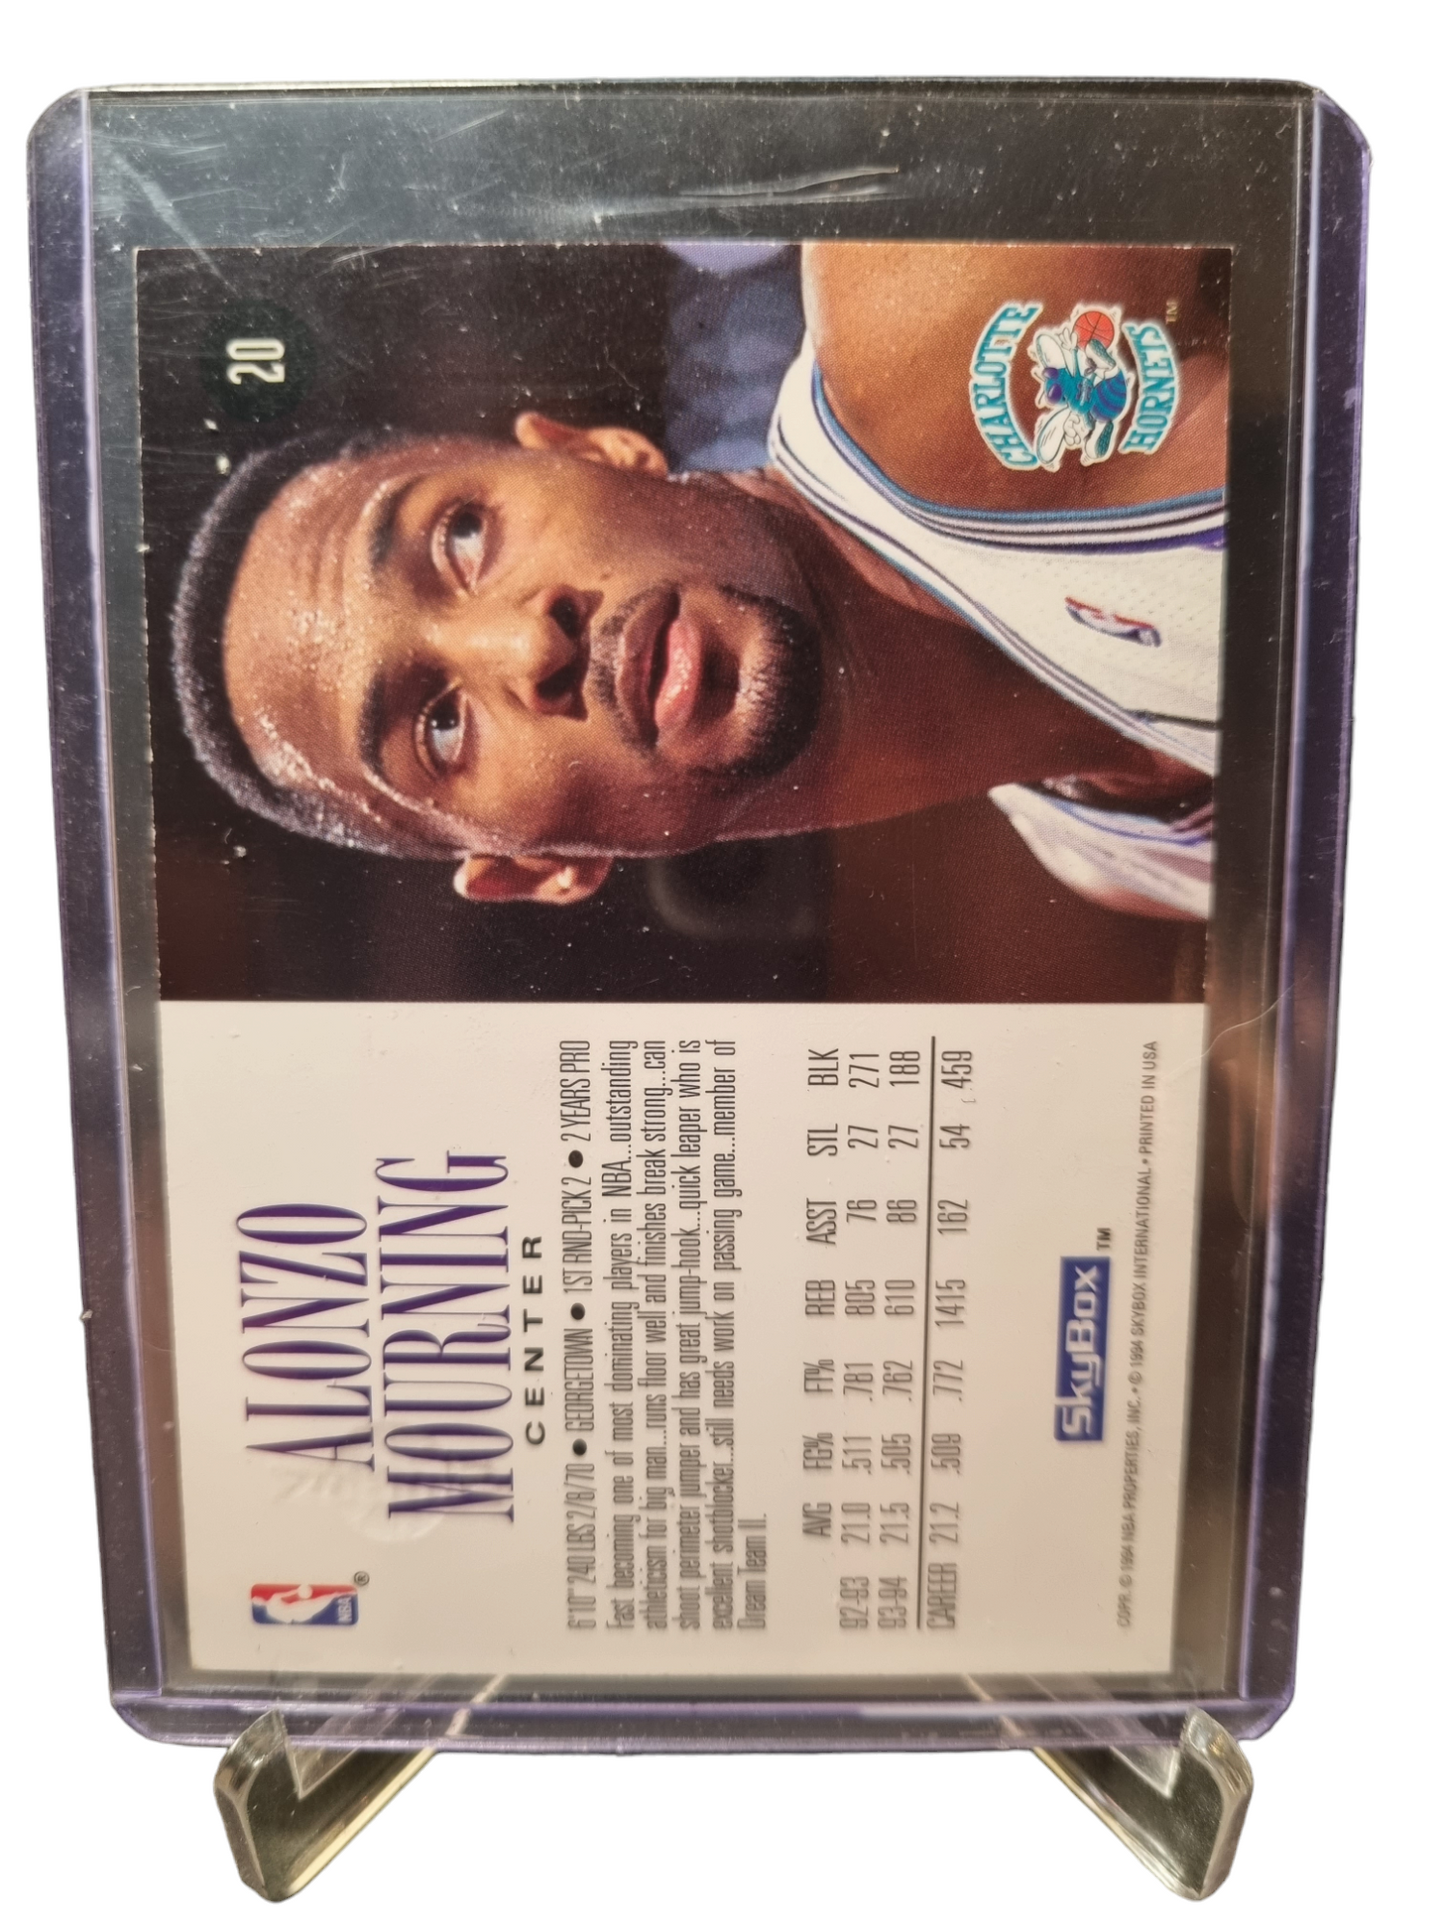 ALONZO
MOURNING
CENTER
NBA ®
6'10" 240 LBS 2/8/70 • GEORGETOWN • 1ST RND-PICK 2 • 2 YEARS PRO
Fast becoming one of most dominating players in NBA...outstanding
athleticism for big man...runs floor well and finishes break strong...can
shoot perimeter jumper and has great jump-hook...quick leaper who is
excellent shotblocker...still needs work on passing game...member of
Dream Team II.
AVG FG% FT% REB ASST STL BLK
92-93 21.0 .511 .781 805 76 27 271
93-94 21.5 .505 .762 610 86 27 188
CAREER 21.2 .509 .772 1415 162 54 459
SkyBox™
COPR. © 1994 NBA PROPERTIES, INC. • © 1994 SKYBOX INTERNATIONAL • PRINTED IN USA
20
CHARLOTTE
HORNETS™